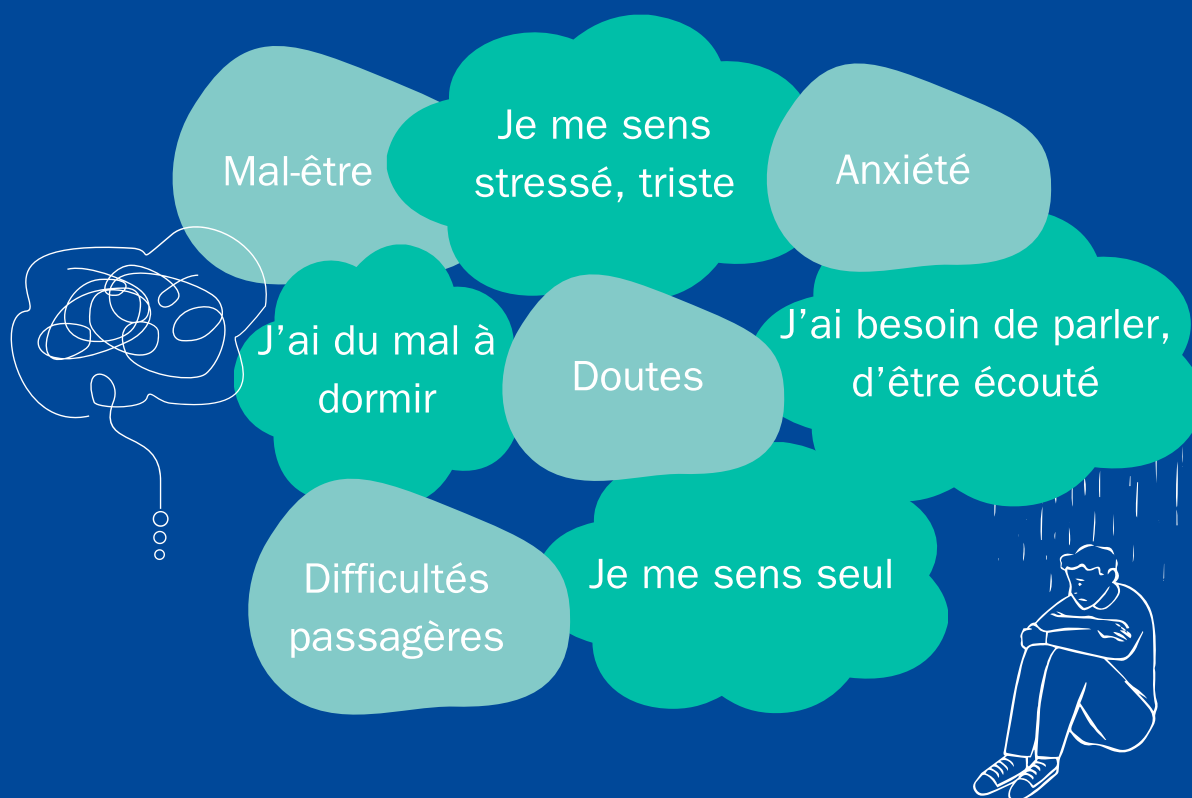 Mal-être
Je me sens
stressé, triste
Anxiété
J'ai du mal à
dormir
Doutes
J'ai besoin de parler,
d'être écouté
Difficultés
passagères
Je me sens seul